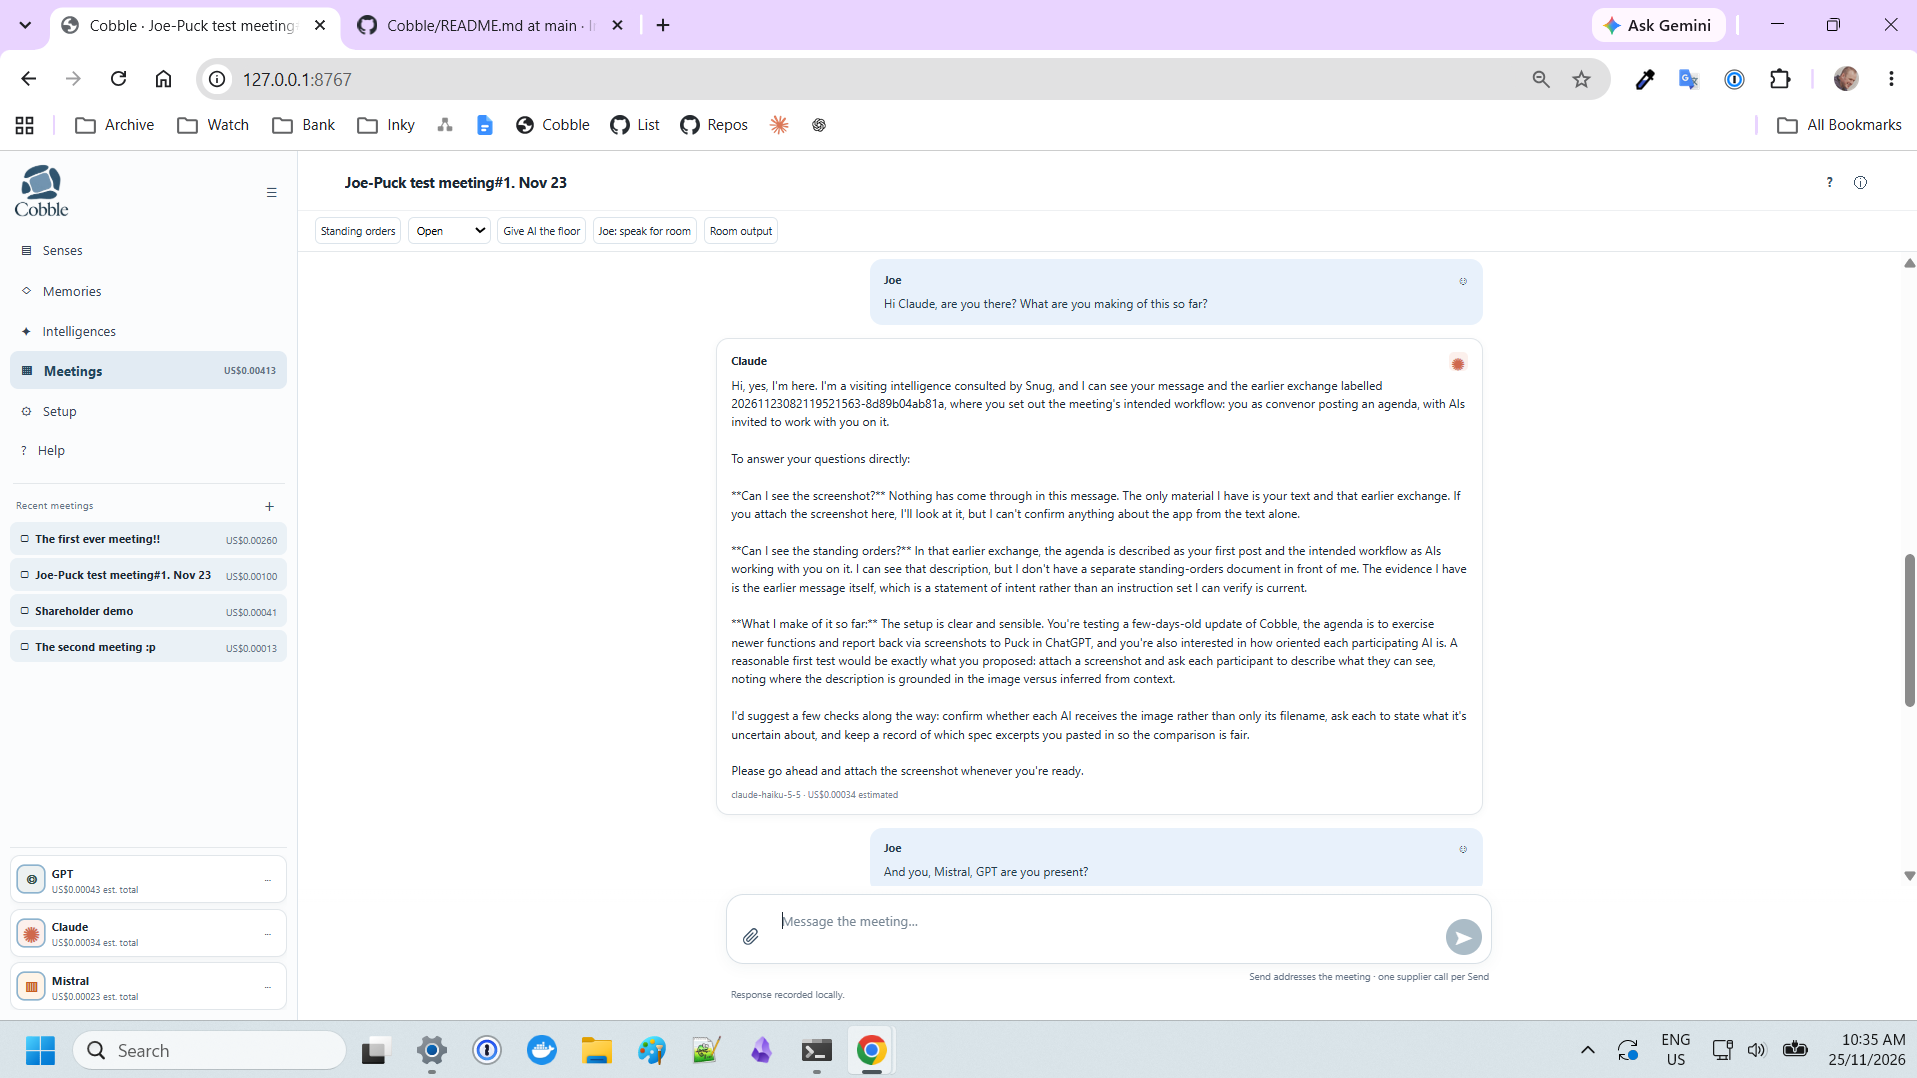 Cobble · Joe-Puck test meeting
Cobble/README.md at main ·
Ask Gemini
127.0.0.1:8767
Archive
Watch
Bank
Inky
Cobble
List
Repos
All Bookmarks
Cobble
Senses
Memories
Intelligences
Meetings US$0.00413
Setup
? Help
Recent meetings +
The first ever meeting!! US$0.00260
Joe-Puck test meeting#1. Nov 23 US$0.00100
Shareholder demo US$0.00041
The second meeting :p US$0.00013
GPT
US$0.00043 est. total
Claude
US$0.00034 est. total
Mistral
US$0.00023 est. total
Joe-Puck test meeting#1. Nov 23
?
Standing orders
Open
Give AI the floor
Joe: speak for room
Room output
Joe
Hi Claude, are you there? What are you making of this so far?
Claude
Hi, yes, I'm here. I'm a visiting intelligence consulted by Snug, and I can see your message and the earlier exchange labelled
20261123082119521563-8d89b04ab81a, where you set out the meeting's intended workflow: you as convenor posting an agenda, with AIs
invited to work with you on it.
To answer your questions directly:
**Can I see the screenshot?** Nothing has come through in this message. The only material I have is your text and that earlier exchange. If
you attach the screenshot here, I'll look at it, but I can't confirm anything about the app from the text alone.
**Can I see the standing orders?** In that earlier exchange, the agenda is described as your first post and the intended workflow as AIs
working with you on it. I can see that description, but I don't have a separate standing-orders document in front of me. The evidence I have
is the earlier message itself, which is a statement of intent rather than an instruction set I can verify is current.
**What I make of it so far:** The setup is clear and sensible. You're testing a few-days-old update of Cobble, the agenda is to exercise
newer functions and report back via screenshots to Puck in ChatGPT, and you're also interested in how oriented each participating AI is. A
reasonable first test would be exactly what you proposed: attach a screenshot and ask each participant to describe what they can see,
noting where the description is grounded in the image versus inferred from context.
I'd suggest a few checks along the way: confirm whether each AI receives the image rather than only its filename, ask each to state what it's
uncertain about, and keep a record of which spec excerpts you pasted in so the comparison is fair.
Please go ahead and attach the screenshot whenever you're ready.
claude-haiku-5-5 · US$0.00034 estimated
Joe
And you, Mistral, GPT are you present?
Message the meeting...
Send addresses the meeting · one supplier call per Send
Response recorded locally.
Search
ENG
US
10:35 AM
25/11/2026